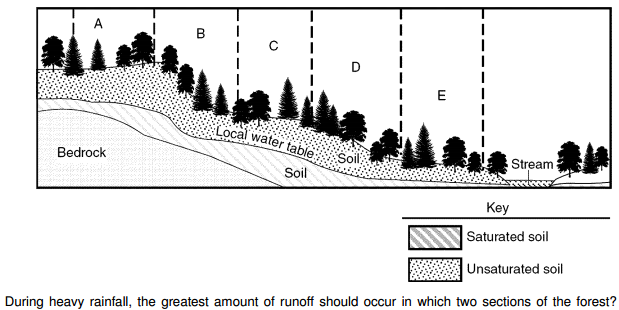 A
B
C
D
E
Local water table
Soil
Bedrock
Soil
Stream
Key
Saturated soil
Unsaturated soil
During heavy rainfall, the greatest amount of runoff should occur in which two sections of the forest?